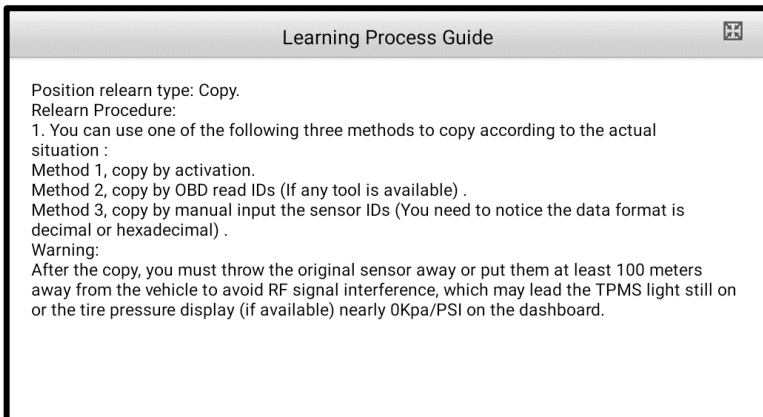 Learning Process Guide
Position relearn type: Copy.
Relearn Procedure:
1. You can use one of the following three methods to copy according to the actual
situation :
Method 1, copy by activation.
Method 2, copy by OBD read IDs (If any tool is available) .
Method 3, copy by manual input the sensor IDs (You need to notice the data format is
decimal or hexadecimal) .
Warning:
After the copy, you must throw the original sensor away or put them at least 100 meters
away from the vehicle to avoid RF signal interference, which may lead the TPMS light still on
or the tire pressure display (if available) nearly 0Kpa/PSI on the dashboard.